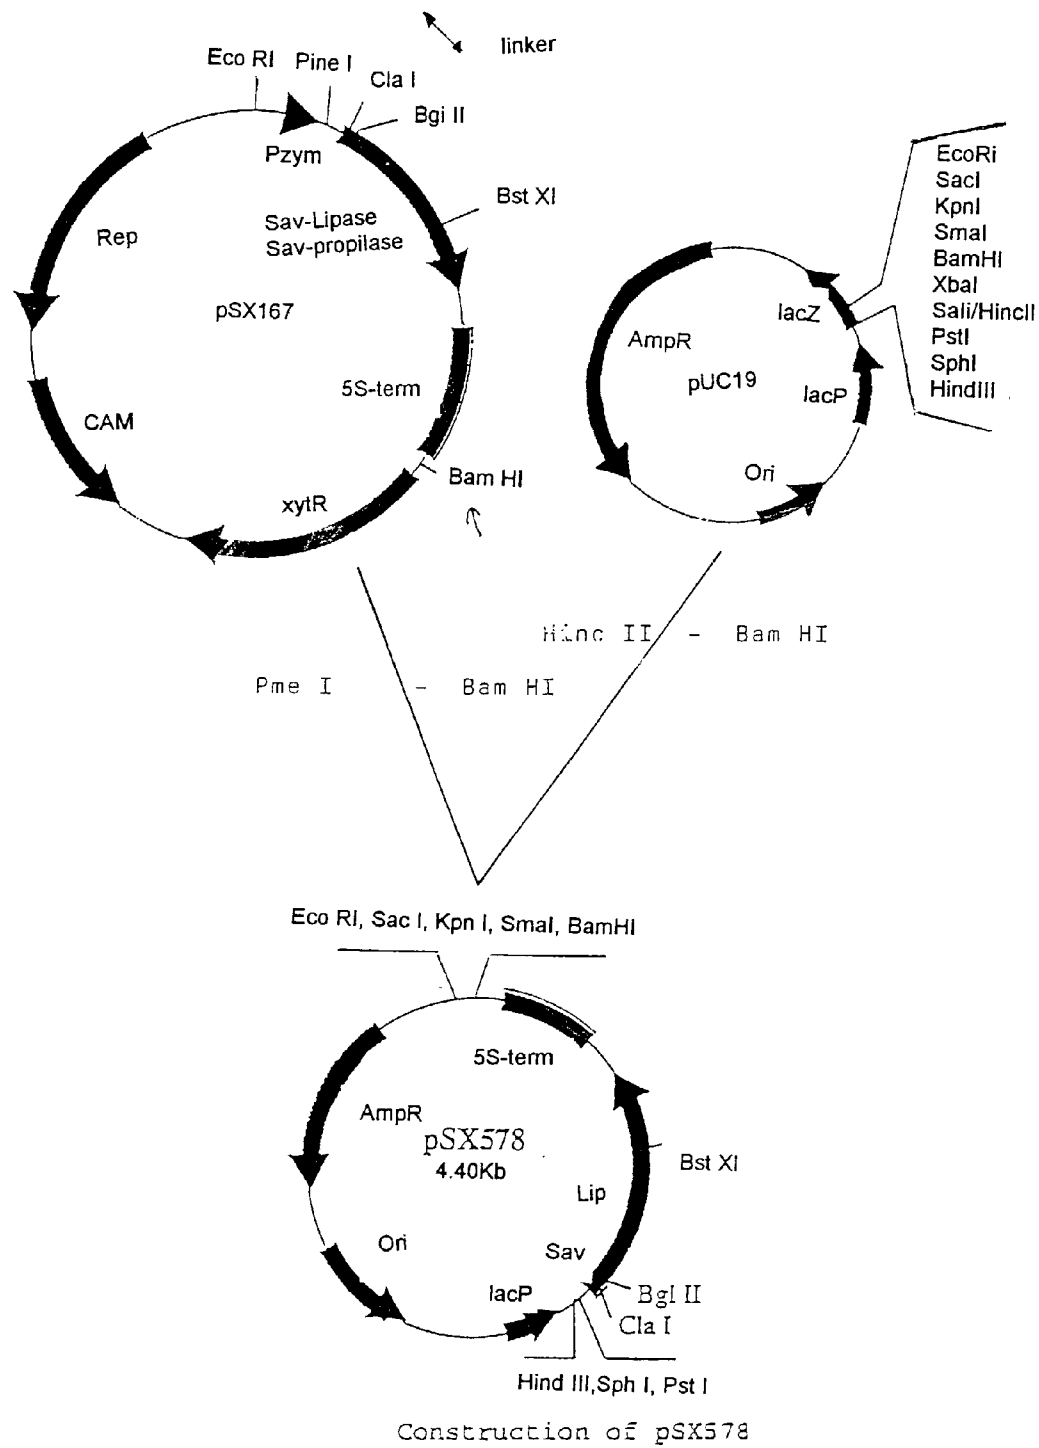 linker
Eco RI
Pine I
Cla I
Bgi II
Pzym
Bst XI
Rep
Sav-Lipase
Sav-propilase
pSX167
5S-term
CAM
Bam HI
xytR
EcoRi
SacI
KpnI
SmaI
BamHI
XbaI
Sali/HincII
PstI
SphI
HindIII
lacZ
AmpR
pUC19
lacP
Ori
Hinc II - Bam HI
Pme I - Bam HI
Eco RI, Sac I, Kpn I, SmaI, BamHI
5S-term
AmpR
pSX578
4.40Kb
Bst XI
Lip
Ori
Sav
lacP
Bgl II
Cla I
Hind III,Sph I, Pst I
Construction of pSX578